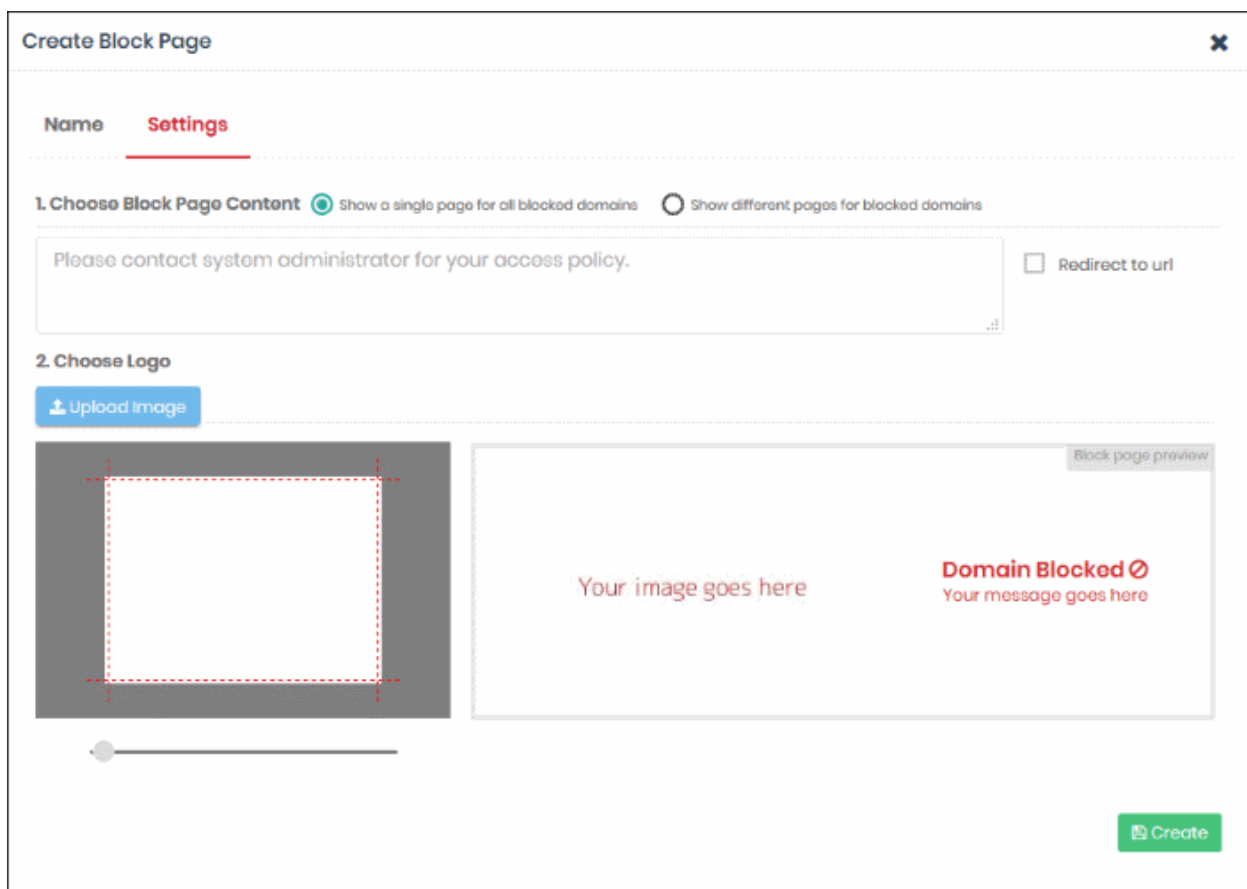 Create Block Page
Name Settings
1. Choose Block Page Content Show a single page for all blocked domains Show different pages for blocked domains
Please contact system administrator for your access policy.
Redirect to url
2. Choose Logo
Upload Image
Block page preview
Your image goes here
Domain Blocked
Your message goes here
Create